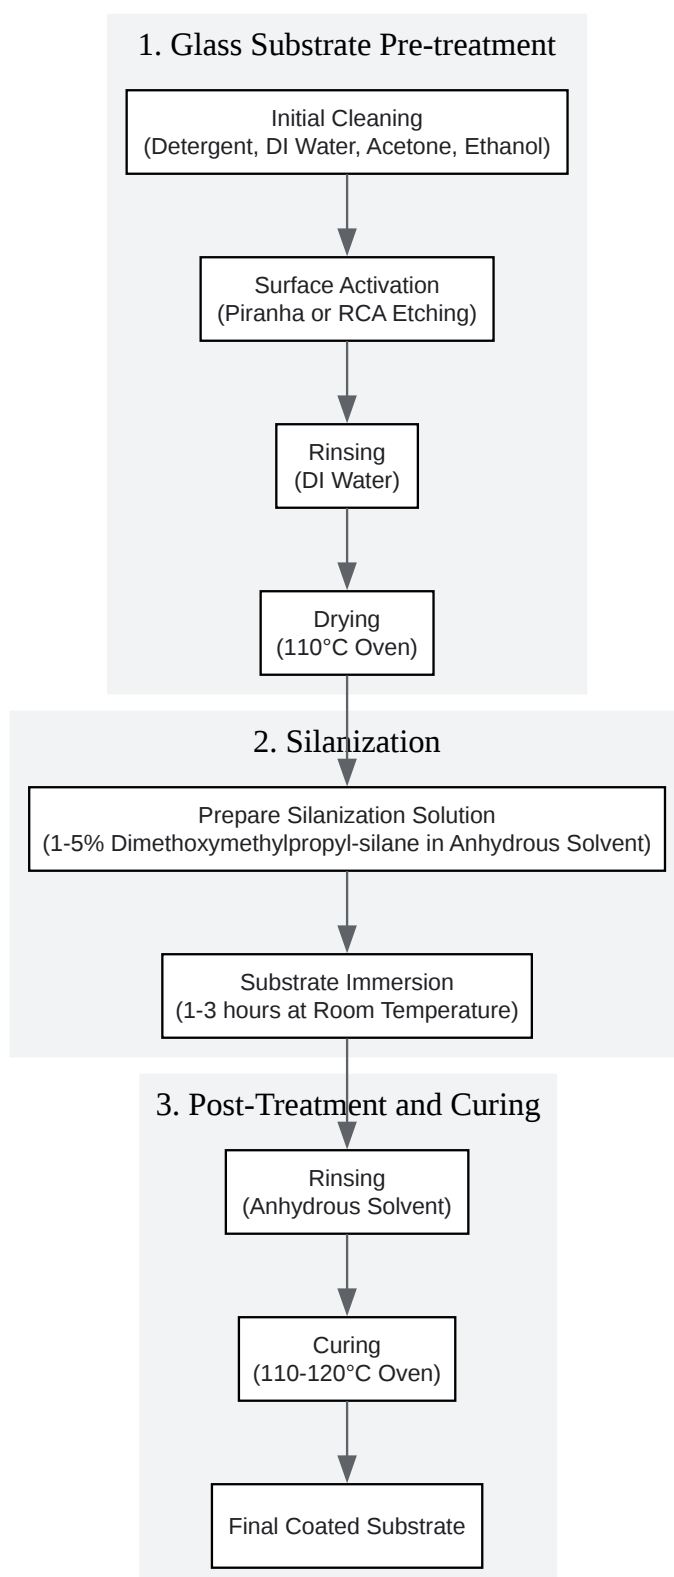 1. Glass Substrate Pre-treatment
Initial Cleaning
(Detergent, DI Water, Acetone, Ethanol)
Surface Activation
(Piranha or RCA Etching)
Rinsing
(DI Water)
Drying
(110°C Oven)
2. Silanization
Prepare Silanization Solution
(1-5% Dimethoxymethylpropyl-silane in Anhydrous Solvent)
Substrate Immersion
(1-3 hours at Room Temperature)
3. Post-Treatment and Curing
Rinsing
(Anhydrous Solvent)
Curing
(110-120°C Oven)
Final Coated Substrate